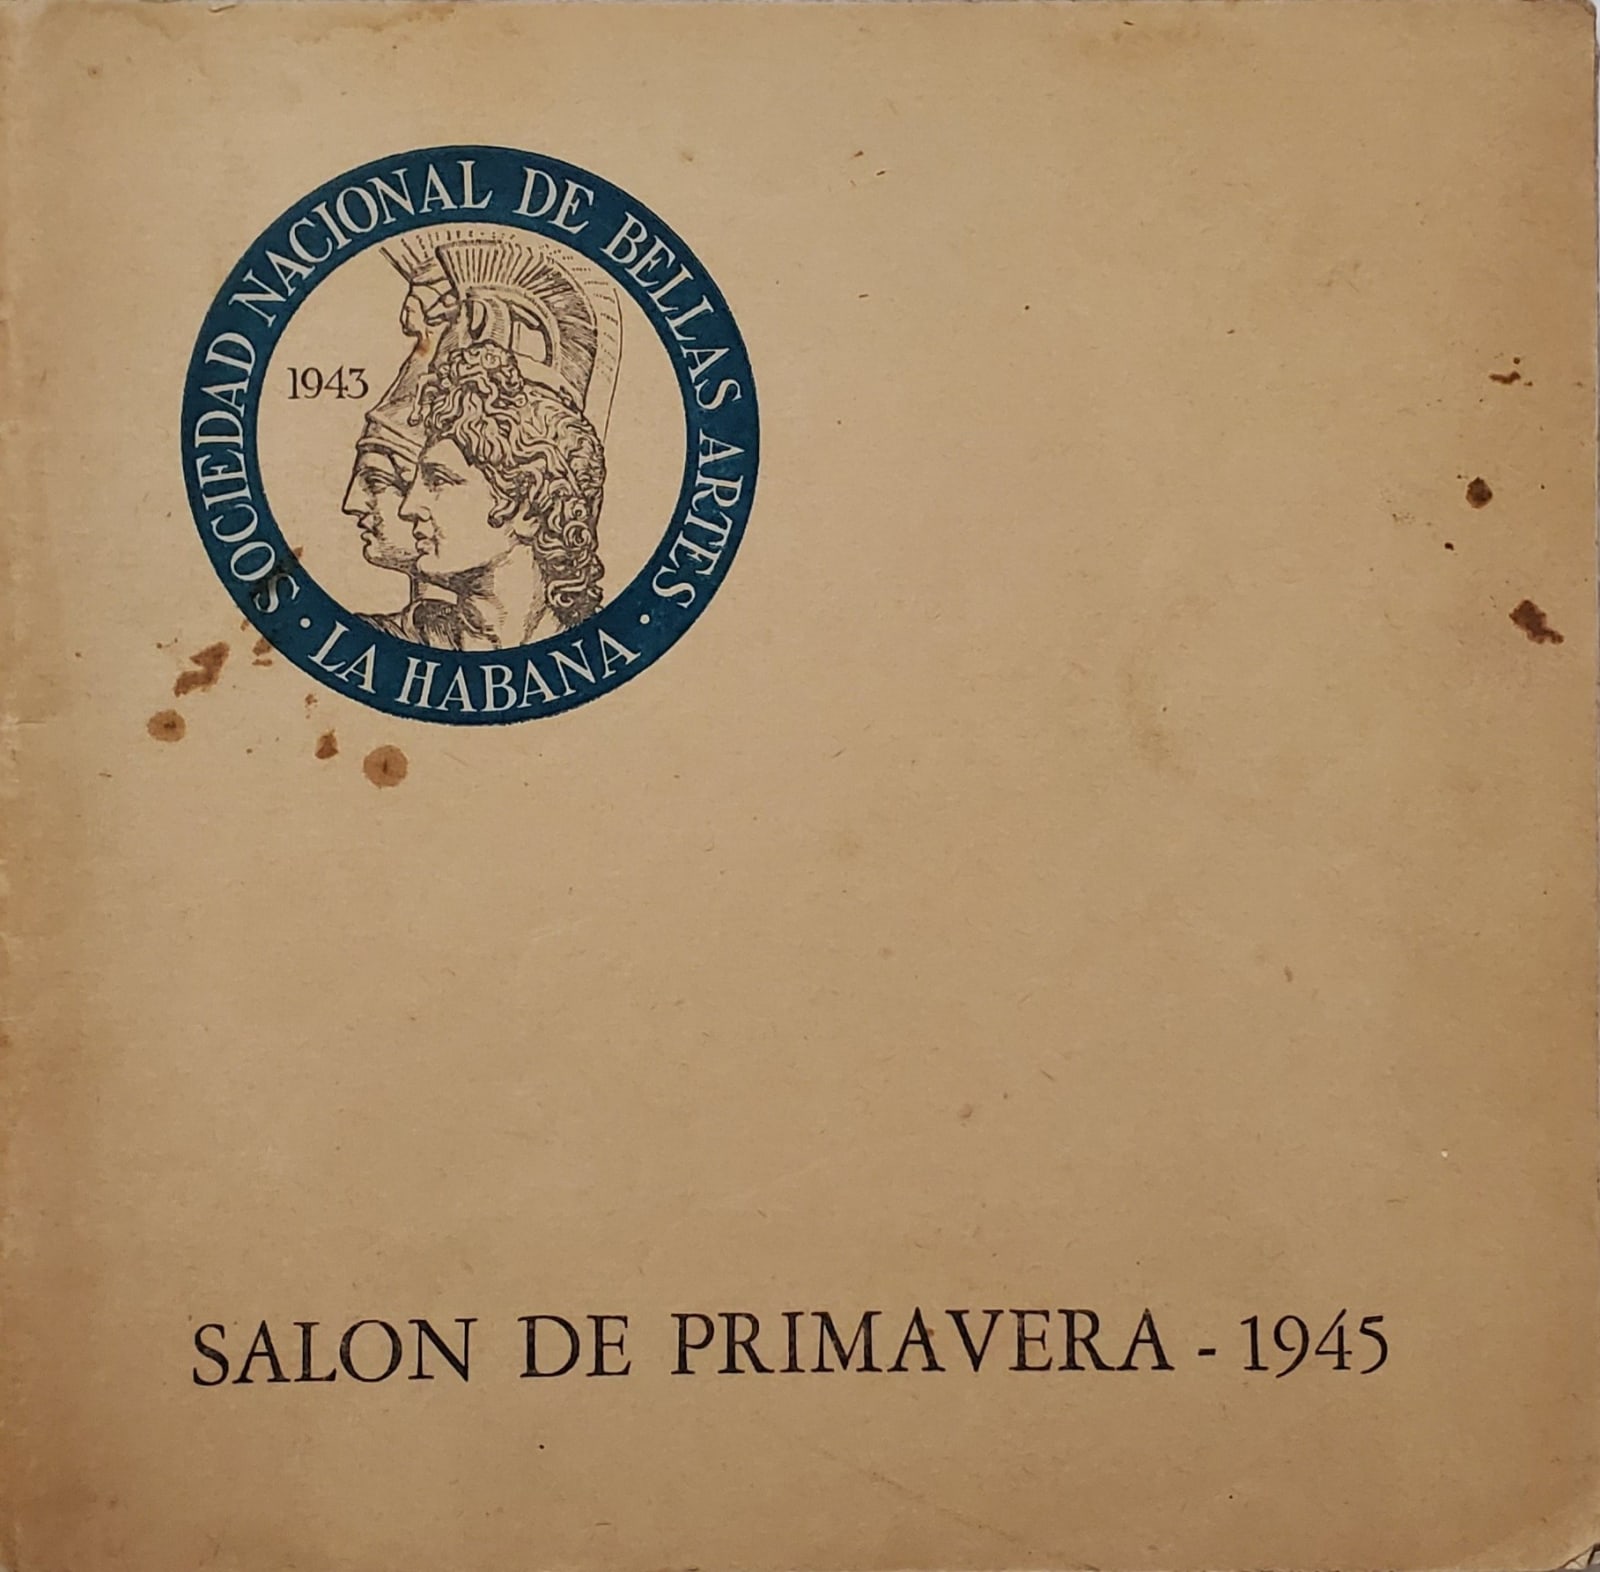 SOCIEDAD NACIONAL DE BELLAS ARTES
· LA HABANA ·
1943
SALON DE PRIMAVERA - 1945